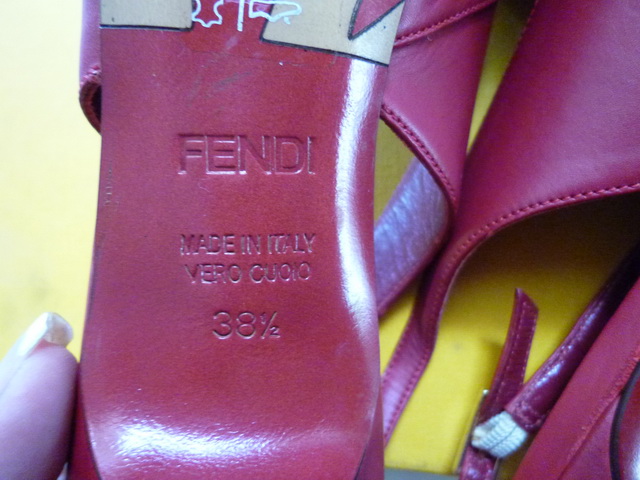 FENDI
MADE IN ITALY
VERO CUOIO
38½